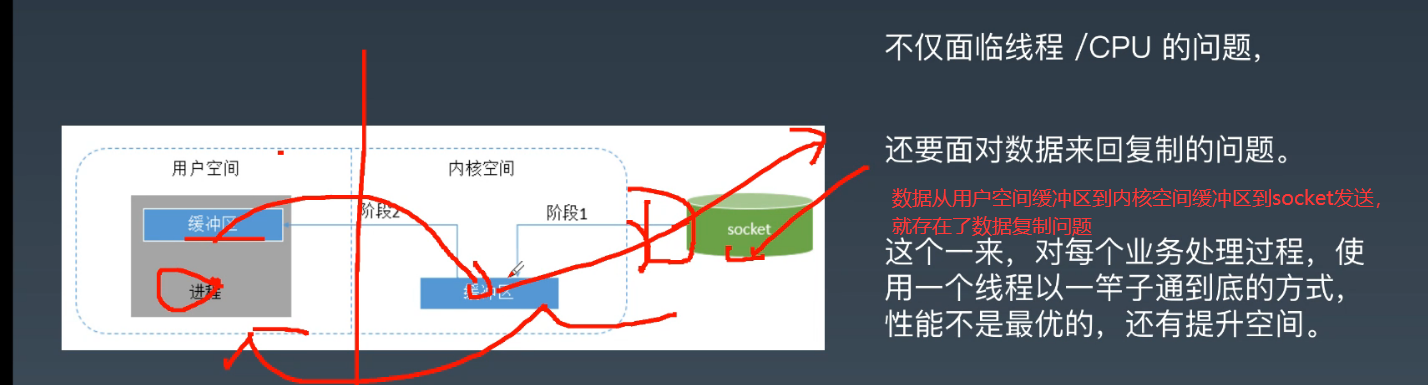 不仅面临线程 /CPU 的问题，
还要面对数据来回复制的问题。
数据从用户空间缓冲区到内核空间缓冲区到socket发送，
就存在了数据复制问题
这个一来，对每个业务处理过程，使
用一个线程以一竿子通到底的方式，
性能不是最优的，还有提升空间。
用户空间
内核空间
缓冲区
阶段2
阶段1
socket
进程
缓冲区